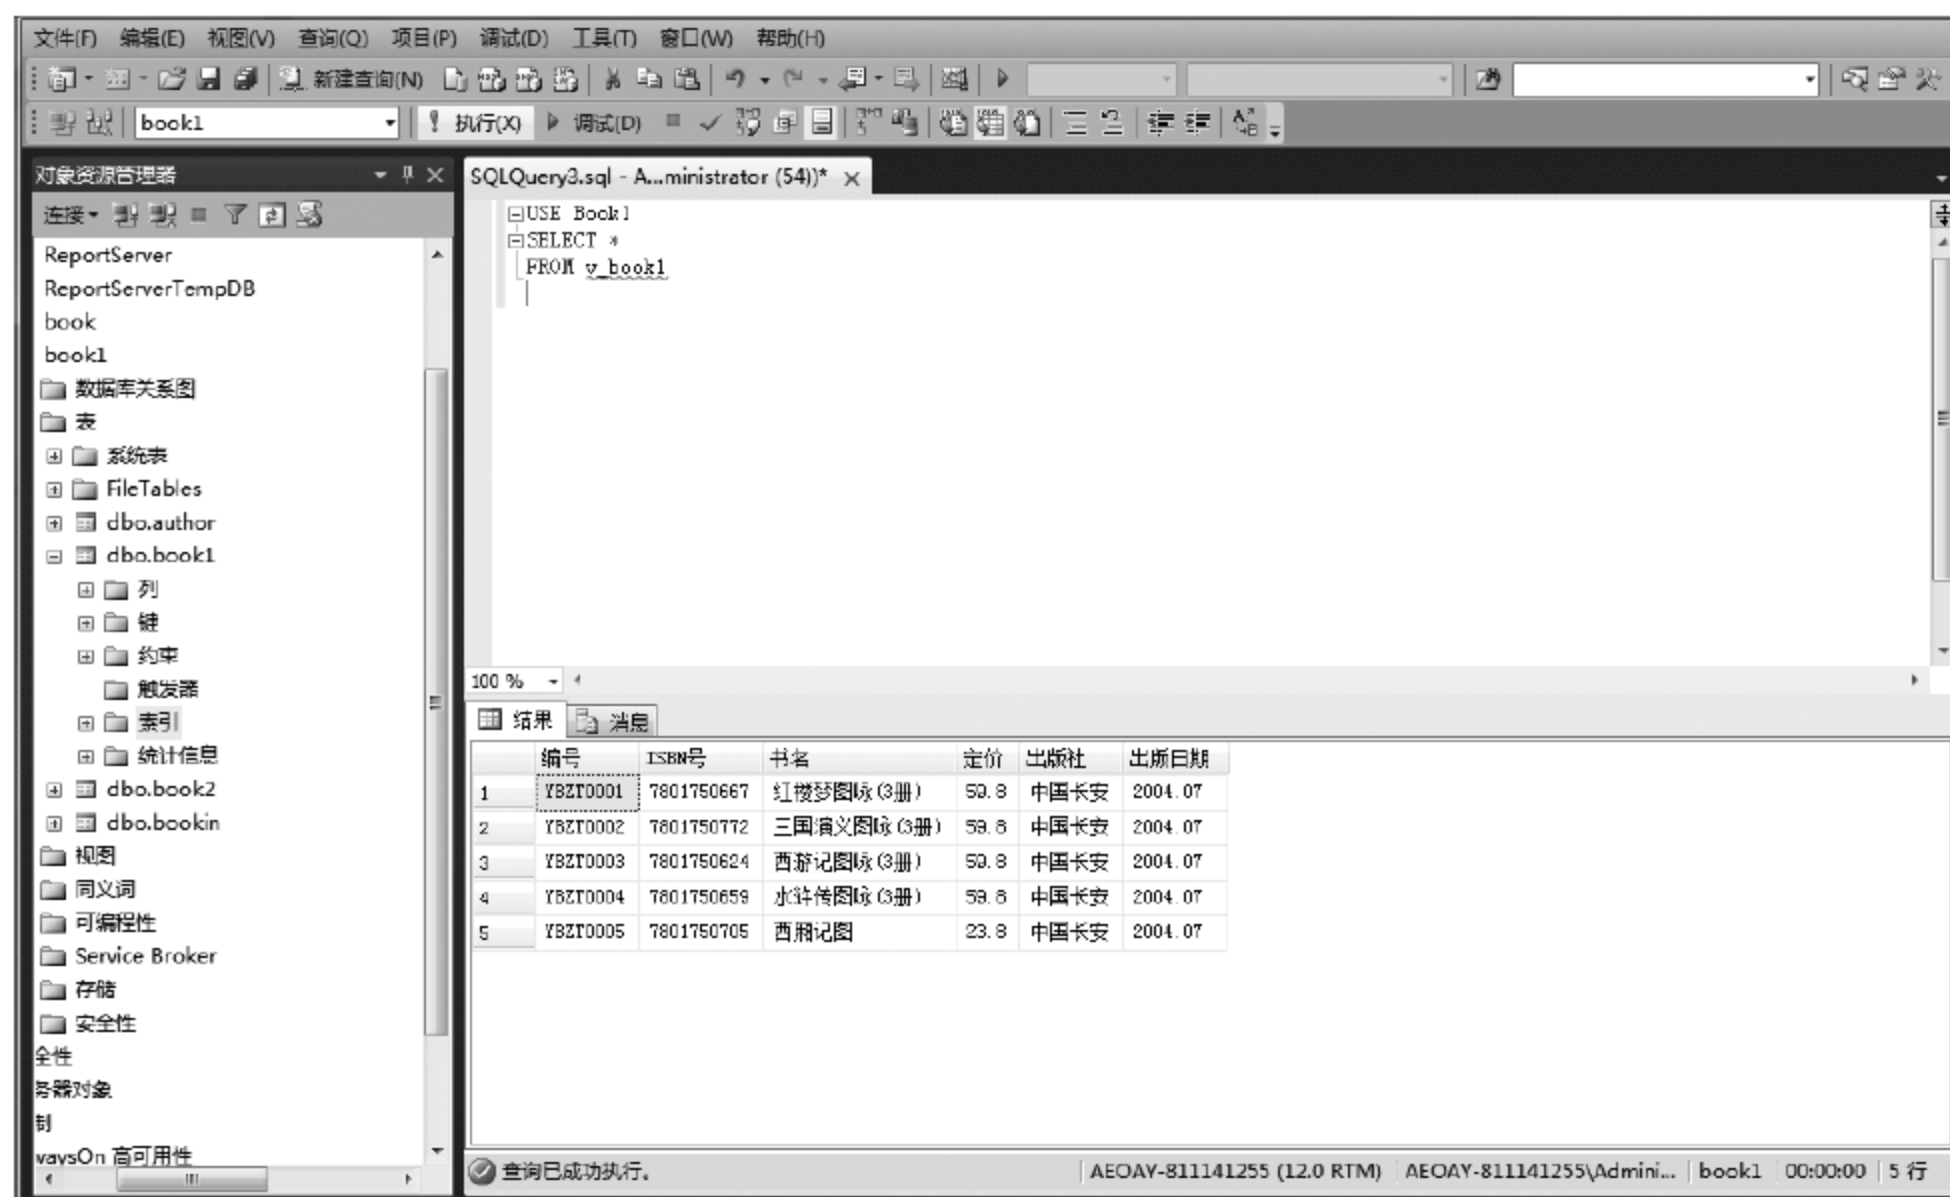 文件(F) 编辑(E) 视图(V) 查询(Q) 项目(P) 调试(D) 工具(T) 窗口(W) 帮助(H)
新建查询(N)
book1 执行(X) 调试(D)
对象资源管理器
连接
ReportServer
ReportServerTempDB
book
book1
数据库关系图
表
系统表
FileTables
dbo.author
dbo.book1
列
键
约束
触发器
索引
统计信息
dbo.book2
dbo.bookin
视图
同义词
可编程性
Service Broker
存储
安全性
全性
务器对象
制
waysOn 高可用性
SQLQuery3.sql - A...ministrator (54))*
USE Book1
SELECT *
FROM v_book1
100 %
结果 消息
编号 ISBN号 书名 定价 出版社 出版日期
1 YBZT0001 7801750667 红楼梦图咏(3册) 59.8 中国长安 2004.07
2 YBZT0002 7801750772 三国演义图咏(3册) 59.8 中国长安 2004.07
3 YBZT0003 7801750624 西游记图咏(3册) 59.8 中国长安 2004.07
4 YBZT0004 7801750659 水浒传图咏(3册) 59.8 中国长安 2004.07
5 YBZT0005 7801750705 西厢记图 23.8 中国长安 2004.07
查询已成功执行。 AEOAY-811141255 (12.0 RTM) AEOAY-811141255\Admini... book1 00:00:00 5 行